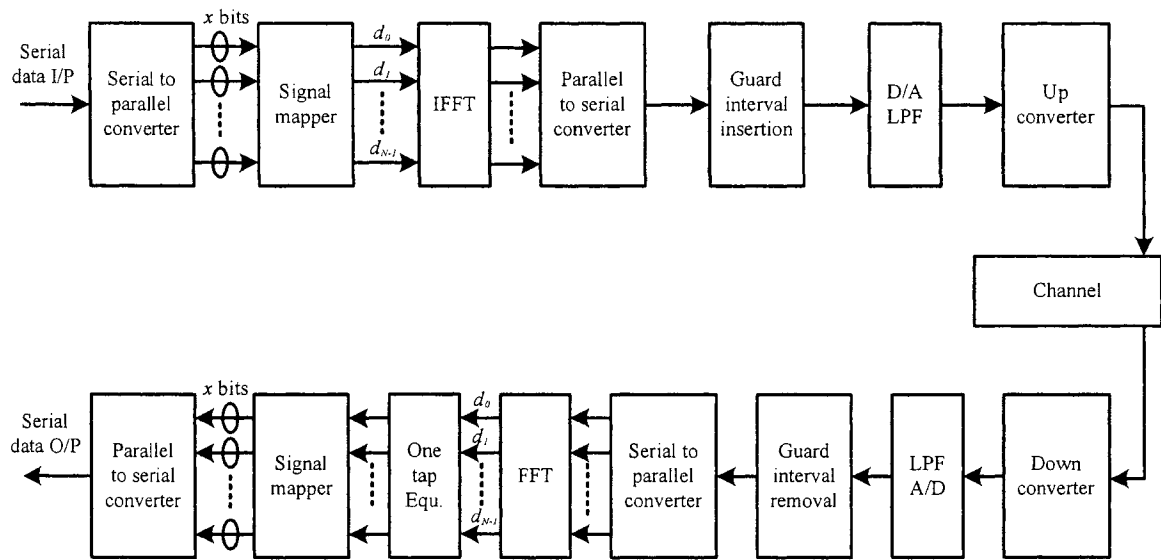 Serial
data I/P
Serial to
parallel
converter
x bits
Signal
mapper
d0
d1
dN-1
IFFT
Parallel
to serial
converter
Guard
interval
insertion
D/A
LPF
Up
converter
Channel
Serial
data O/P
Parallel
to serial
converter
x bits
Signal
mapper
One
tap
Equ.
d0
d1
dN-1
FFT
Serial to
parallel
converter
Guard
interval
removal
LPF
A/D
Down
converter